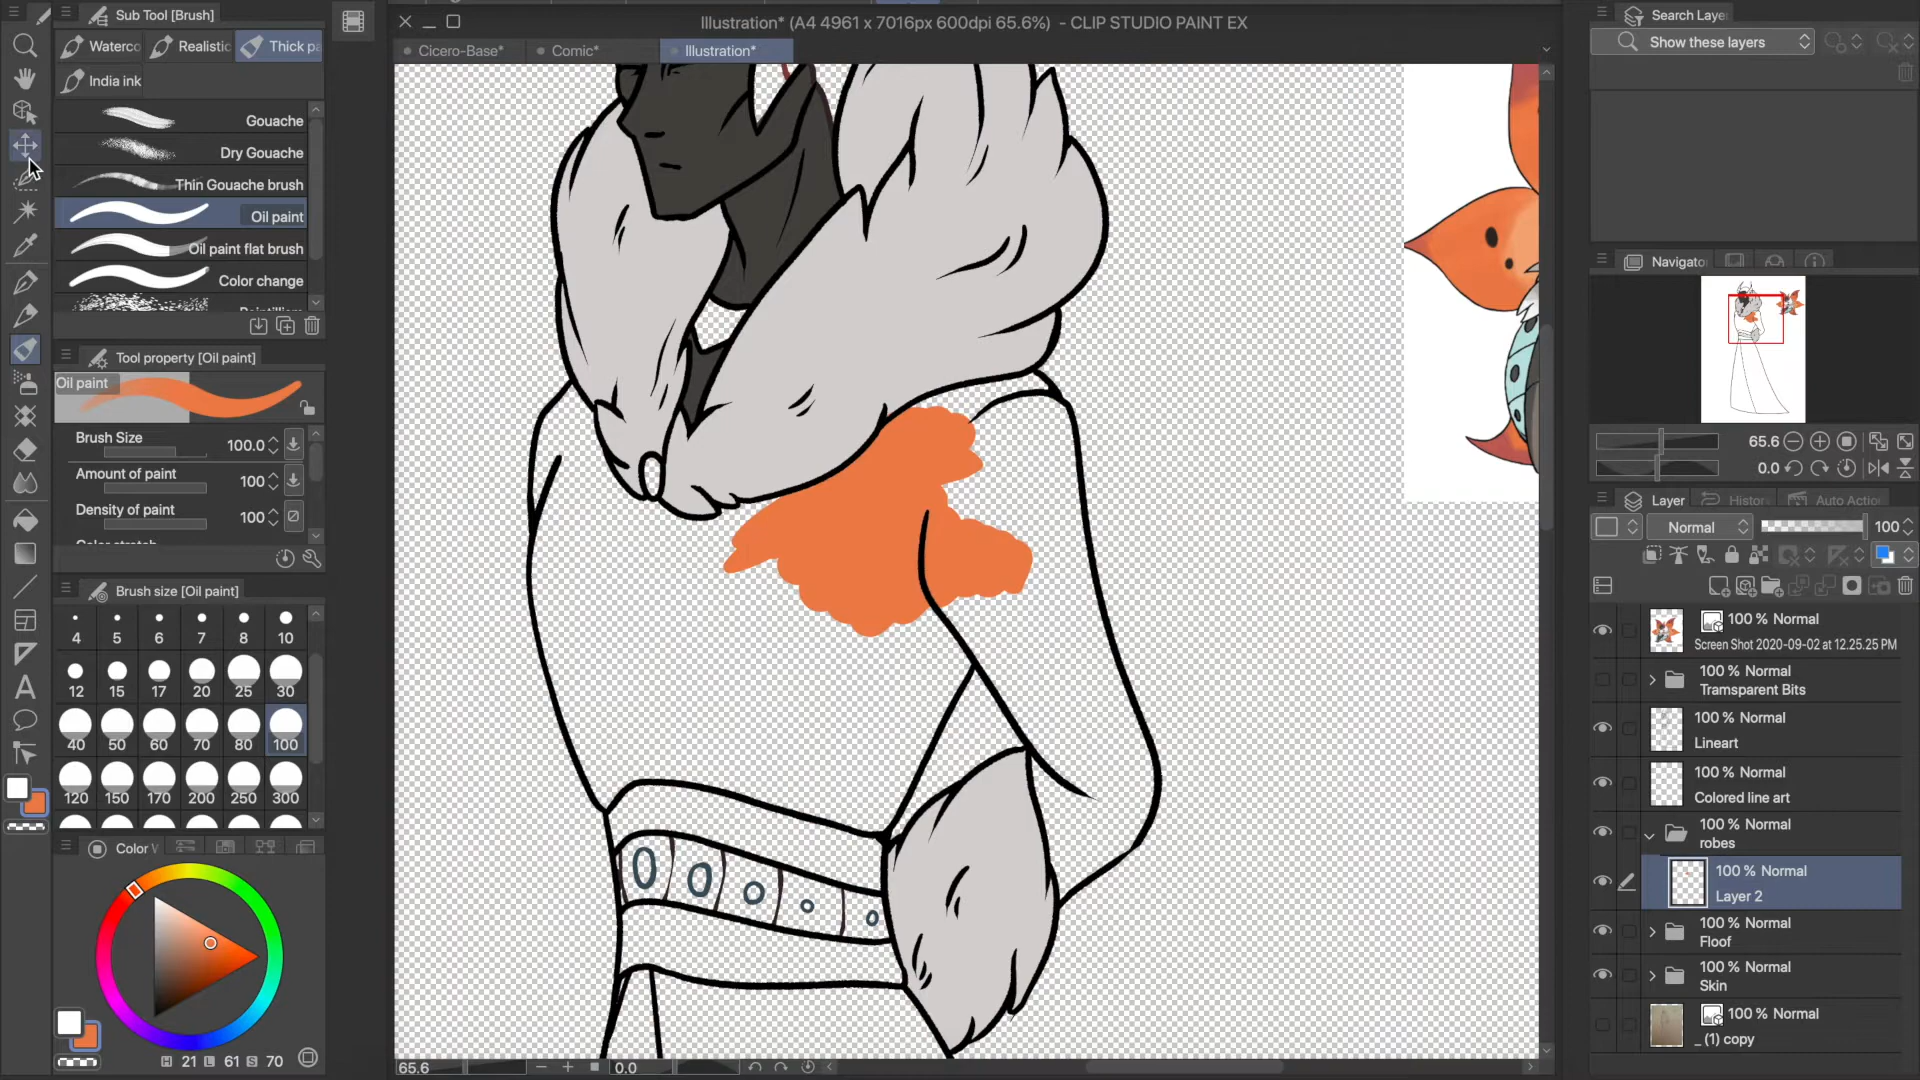 Sub Tool [Brush]
Illustration* (A4 4961 x 7016px 600dpi 65.6%) - CLIP STUDIO PAINT EX
Cicero-Base*
Comic*
Illustration*
Waterco
Realistic
Thick pa
India ink
Gouache
Dry Gouache
Thin Gouache brush
Oil paint
Oil paint flat brush
Color change
Tool property [Oil paint]
Oil paint
Brush Size
100.0
Amount of paint
100
Density of paint
100
Brush size [Oil paint]
4 5 6 7 8 10
12 15 17 20 25 30
40 50 60 70 80 100
120 150 170 200 250 300
Color
H 21 L 61 S 70
65.6
0.0
Search Laye
Show these layers
Navigato
65.6
0.0
Layer
Histor
Auto Actio
Normal
100
100 % Normal
Screen Shot 2020-09-02 at 12.25.25 PM
100 % Normal
Transparent Bits
100 % Normal
Lineart
100 % Normal
Colored line art
100 % Normal
robes
100 % Normal
Layer 2
100 % Normal
Floof
100 % Normal
Skin
100 % Normal
_ (1) copy